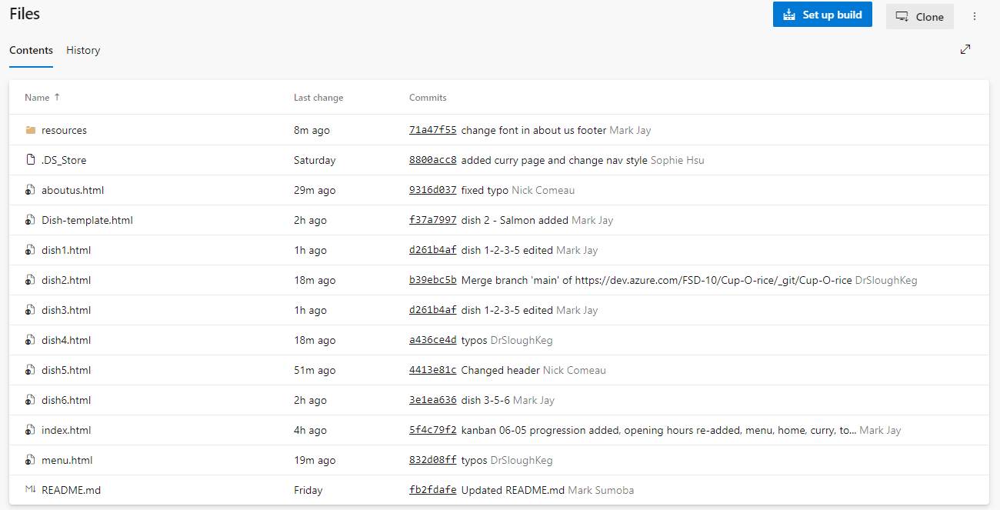 Files
Set up build
Clone
Contents History
Name ↑ Last change Commits
resources 8m ago 71a47f55 change font in about us footer Mark Jay
.DS_Store Saturday 8800acc8 added curry page and change nav style Sophie Hsu
aboutus.html 29m ago 9316d037 fixed typo Nick Comeau
Dish-template.html 2h ago f37a7997 dish 2 - Salmon added Mark Jay
dish1.html 1h ago d261b4af dish 1-2-3-5 edited Mark Jay
dish2.html 18m ago b39ebc5b Merge branch 'main' of https://dev.azure.com/FSD-10/Cup-O-rice/_git/Cup-O-rice DrSloughKeg
dish3.html 1h ago d261b4af dish 1-2-3-5 edited Mark Jay
dish4.html 18m ago a436ce4d typos DrSloughKeg
dish5.html 51m ago 4413e81c Changed header Nick Comeau
dish6.html 2h ago 3e1ea636 dish 3-5-6 Mark Jay
index.html 4h ago 5f4c79f2 kanban 06-05 progression added, opening hours re-added, menu, home, curry, to... Mark Jay
menu.html 19m ago 832d08ff typos DrSloughKeg
M↓ README.md Friday fb2fdafe Updated README.md Mark Sumoba